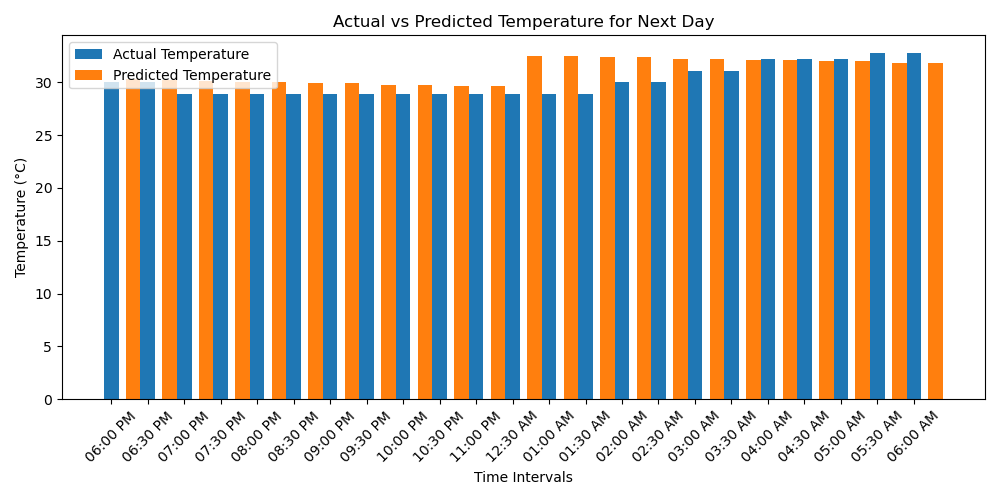 Actual vs Predicted Temperature for Next Day
Actual Temperature
Predicted Temperature
Temperature (°C)
30
25
20
15
10
5
0
06:00 PM
06:30 PM
07:00 PM
07:30 PM
08:00 PM
08:30 PM
09:00 PM
09:30 PM
10:00 PM
10:30 PM
11:00 PM
12:30 AM
01:00 AM
01:30 AM
02:00 AM
02:30 AM
03:00 AM
03:30 AM
04:00 AM
04:30 AM
05:00 AM
05:30 AM
06:00 AM
Time Intervals